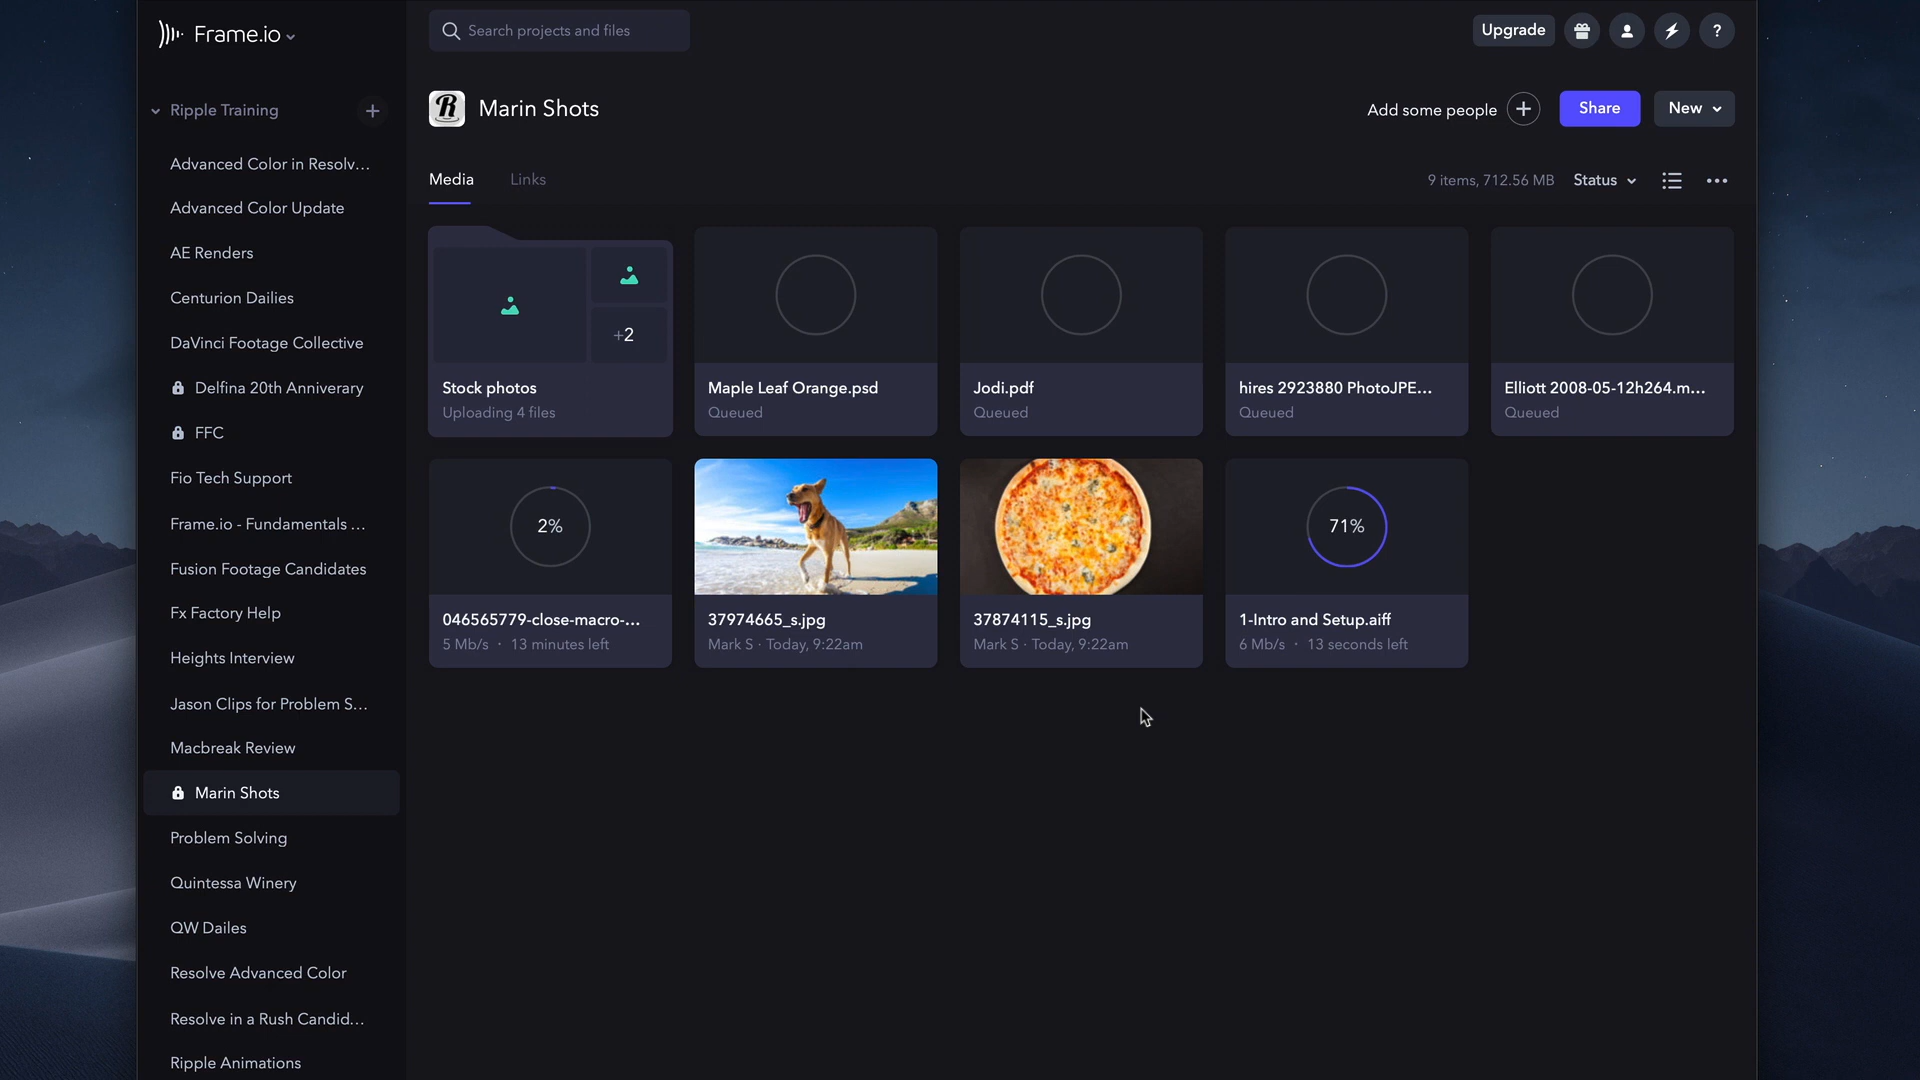 Frame.io
Search projects and files
Upgrade
?
Ripple Training
R
Marin Shots
Add some people
Share
New
Media
Links
9 items, 712.56 MB
Status
Advanced Color in Resolv...
Advanced Color Update
AE Renders
Centurion Dailies
DaVinci Footage Collective
Delfina 20th Anniverary
FFC
Fio Tech Support
Frame.io - Fundamentals ...
Fusion Footage Candidates
Fx Factory Help
Heights Interview
Jason Clips for Problem S...
Macbreak Review
Marin Shots
Problem Solving
Quintessa Winery
QW Dailes
Resolve Advanced Color
Resolve in a Rush Candid...
Ripple Animations
+2
Stock photos
Uploading 4 files
Maple Leaf Orange.psd
Queued
Jodi.pdf
Queued
hires 2923880 PhotoJPE...
Queued
Elliott 2008-05-12h264.m...
Queued
2%
046565779-close-macro-...
5 Mb/s · 13 minutes left
37974665_s.jpg
Mark S · Today, 9:22am
37874115_s.jpg
Mark S · Today, 9:22am
71%
1-Intro and Setup.aiff
6 Mb/s · 13 seconds left